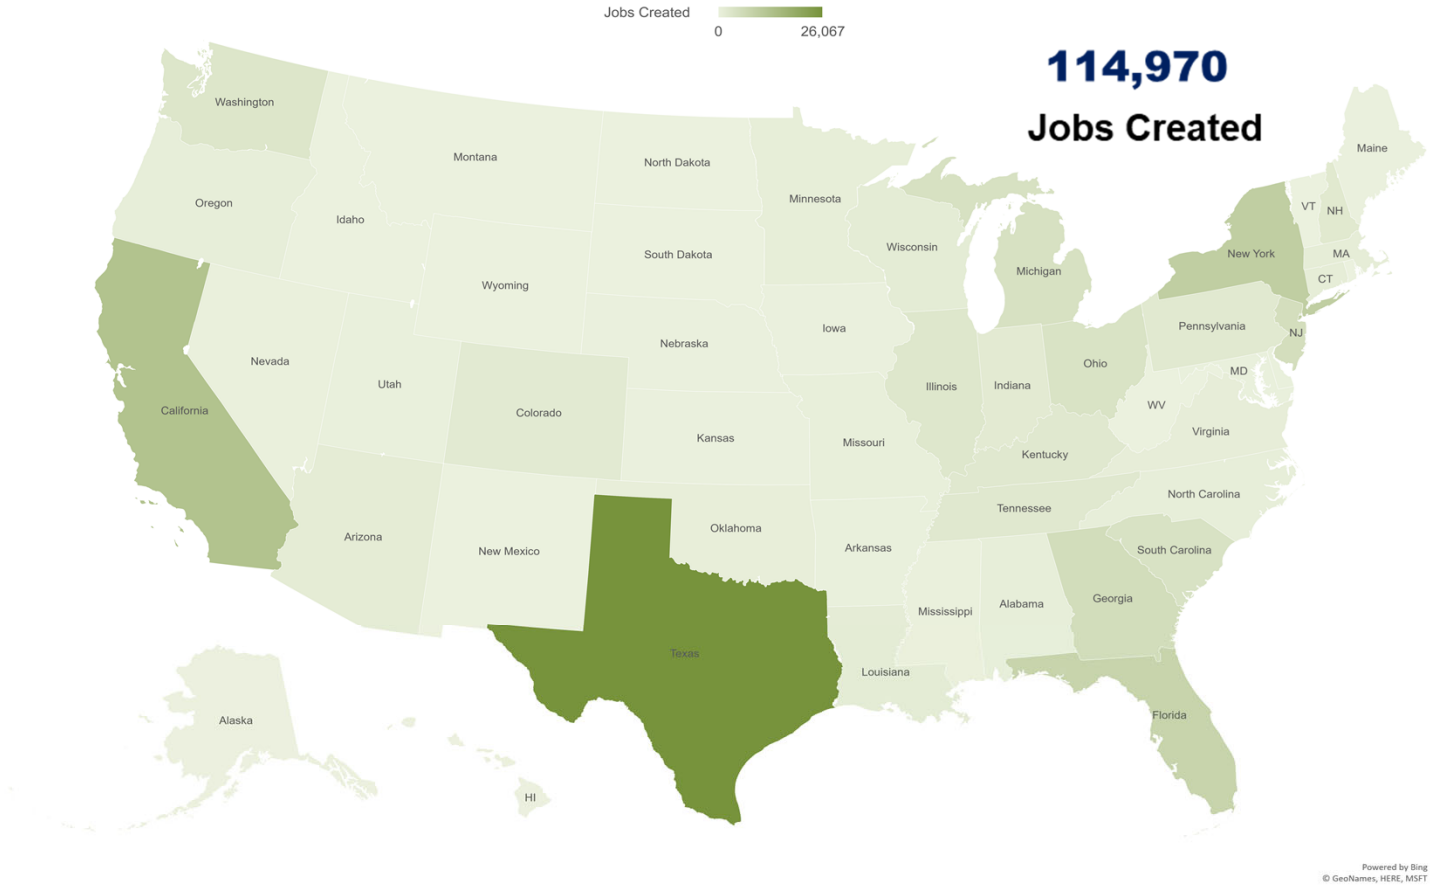 Jobs Created
0
26,067
114,970
Jobs Created
Washington
Montana
North Dakota
Minnesota
Maine
Oregon
Idaho
Wisconsin
VT
NH
South Dakota
Michigan
New York
MA
Wyoming
CT
Iowa
Pennsylvania
NJ
Nebraska
Nevada
Ohio
MD
Utah
Illinois
Indiana
California
Colorado
WV
Virginia
Kansas
Missouri
Kentucky
North Carolina
Tennessee
Arizona
New Mexico
Oklahoma
Arkansas
South Carolina
Mississippi
Alabama
Georgia
Texas
Louisiana
Alaska
Florida
HI
Powered by Bing
© GeoNames, HERE, MSFT